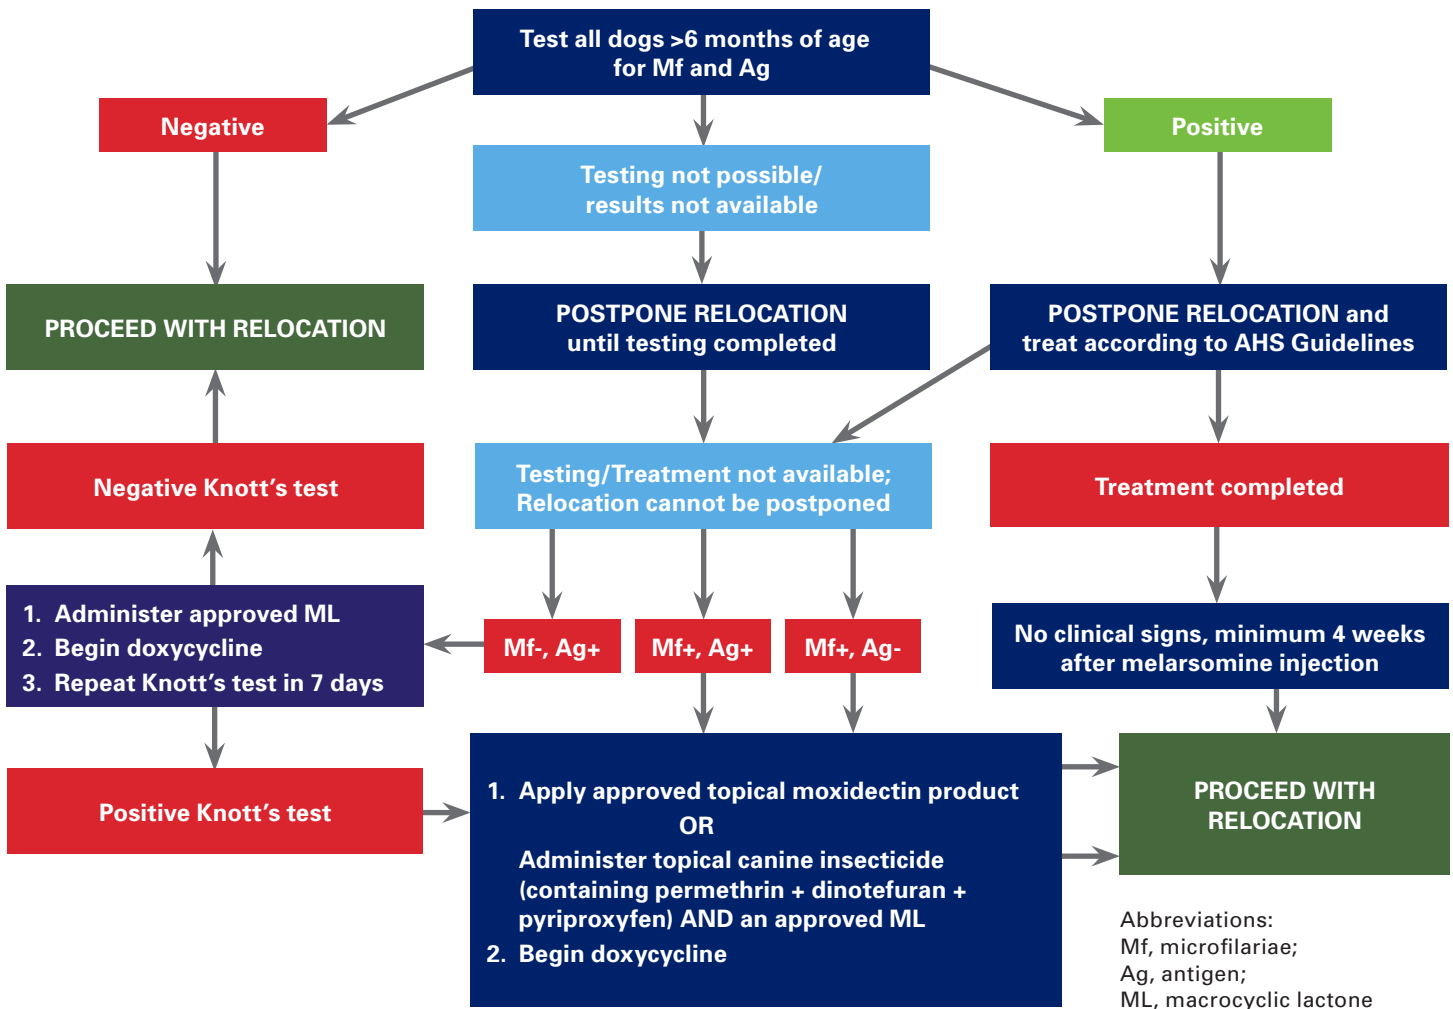 Test all dogs >6 months of age
for Mf and Ag
Negative
Positive
Testing not possible/
results not available
PROCEED WITH RELOCATION
POSTPONE RELOCATION
until testing completed
POSTPONE RELOCATION and
treat according to AHS Guidelines
Negative Knott's test
Testing/Treatment not available;
Relocation cannot be postponed
Treatment completed
1. Administer approved ML
2. Begin doxycycline
3. Repeat Knott's test in 7 days
Mf-, Ag+
Mf+, Ag+
Mf+, Ag-
No clinical signs, minimum 4 weeks
after melarsomine injection
Positive Knott's test
1. Apply approved topical moxidectin product
OR
Administer topical canine insecticide
(containing permethrin + dinotefuran +
pyriproxyfen) AND an approved ML
2. Begin doxycycline
PROCEED WITH
RELOCATION
Abbreviations:
Mf, microfilariae;
Ag, antigen;
ML, macrocyclic lactone